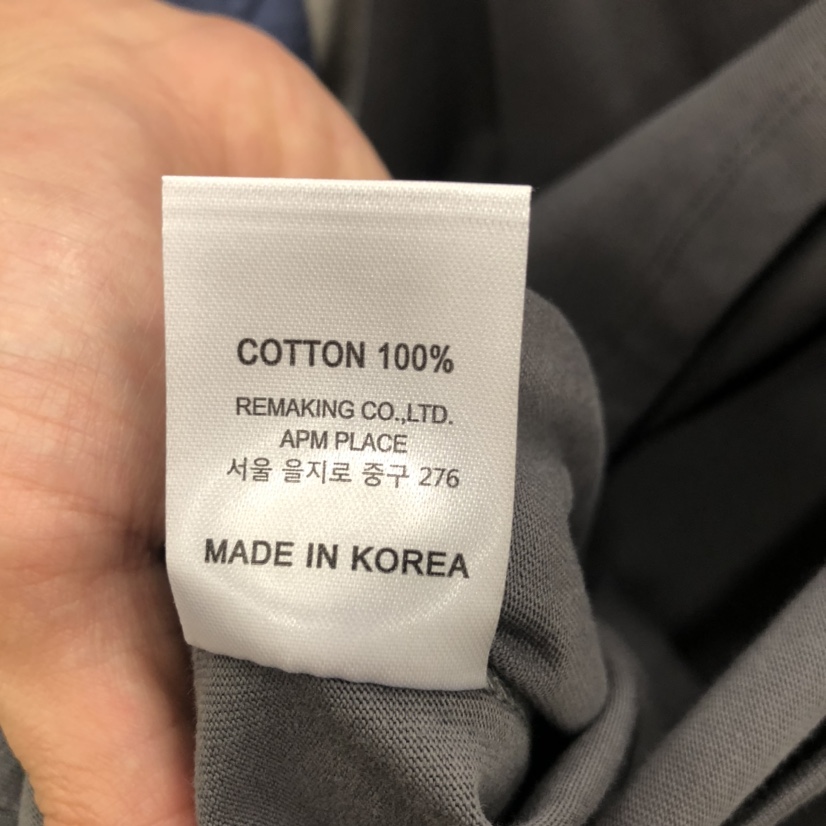 COTTON 100%
REMAKING CO.,LTD.
APM PLACE
서울 을지로 중구 276
MADE IN KOREA